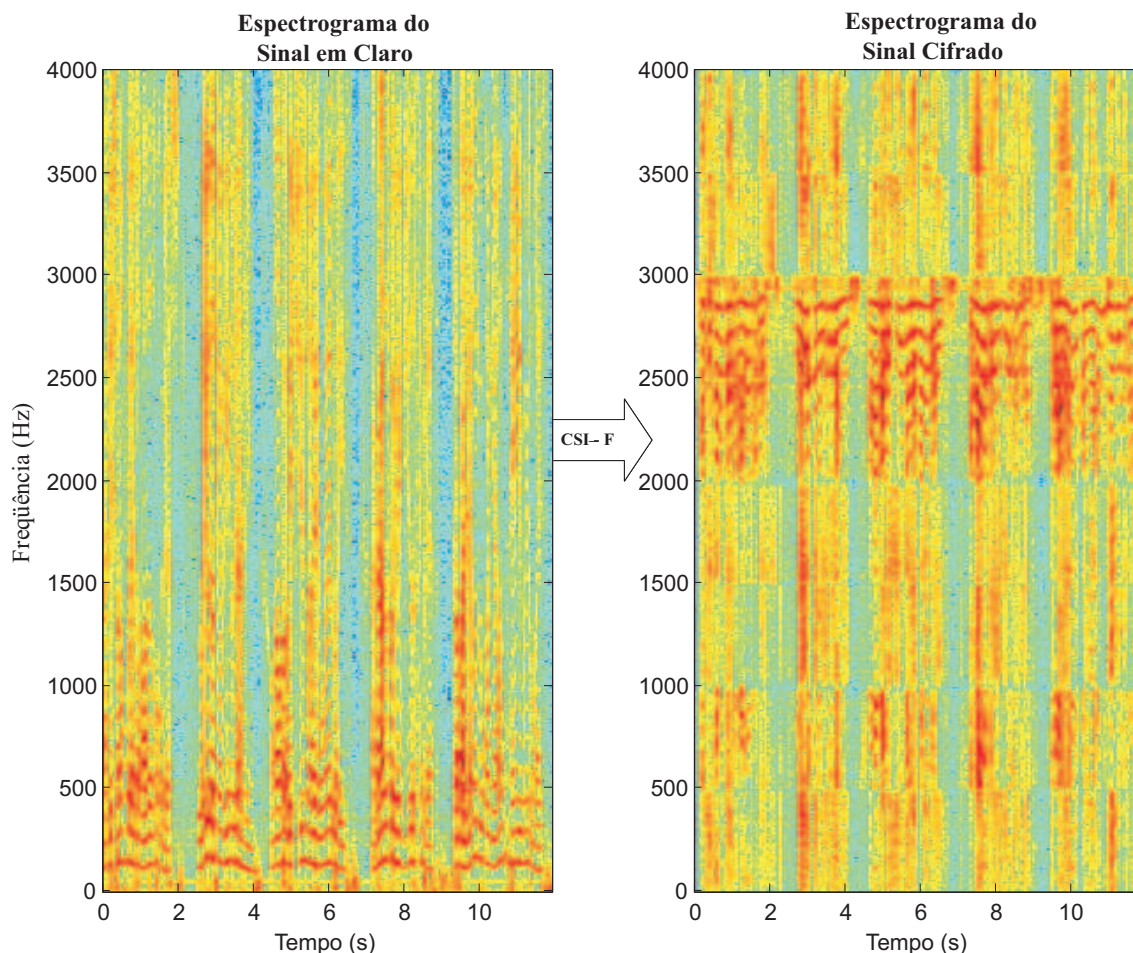 Espectrograma do
Sinal em Claro
Espectrograma do
Sinal Cifrado
Freqüência (Hz)
4000
3500
3000
2500
2000
1500
1000
500
0
0 2 4 6 8 10
Tempo (s)
CSI-- F
4000
3500
3000
2500
2000
1500
1000
500
0
0 2 4 6 8 10
Tempo (s)